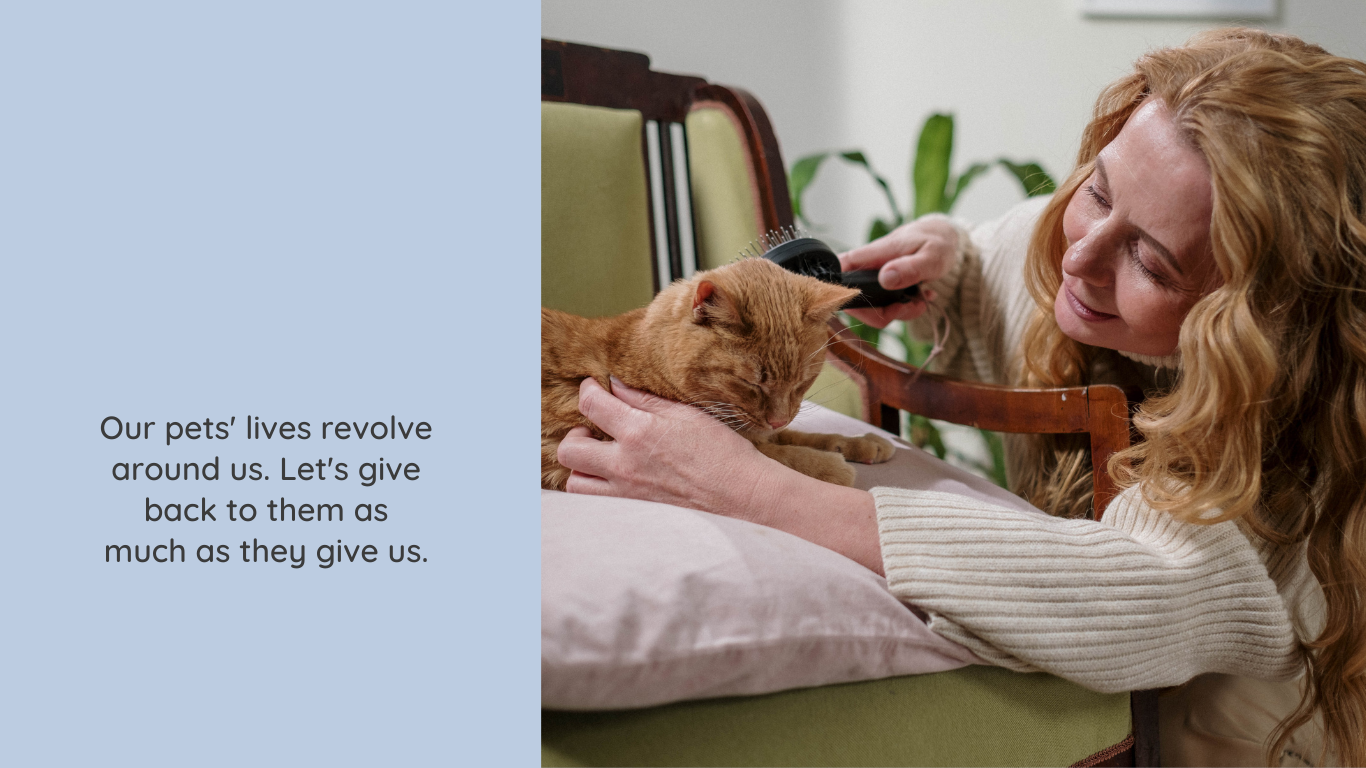 Our pets' lives revolve
around us. Let's give
back to them as
much as they give us.